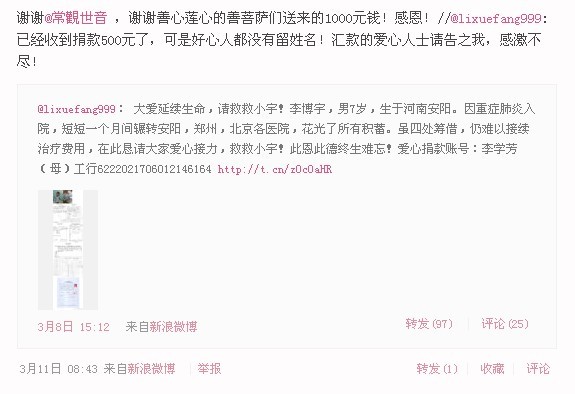 谢谢@常觀世音 ，谢谢善心莲心的善菩萨们送来的1000元钱！感恩！//@lixuefang999:
已经收到捐款500元了，可是好心人都没有留姓名！汇款的爱心人士请告之我，感激不
尽！
@lixuefang999： 大爱延续生命，请救救小宇！李博宇，男7岁，生于河南安阳。因重症肺炎入
院，短短一个月间辗转安阳，郑州，北京各医院，花光了所有积蓄。虽四处筹借，仍难以接续
治疗费用，在此恳请大家爱心接力，救救小宇！此恩此德终生难忘！爱心捐款账号：李学芳
（母）工行6222021706012146164 http://t.cn/zOcOaHR
3月8日 15:12 来自新浪微博 转发(97) 评论(25)
3月11日 08:43 来自新浪微博 举报 转发(1) 收藏 评论